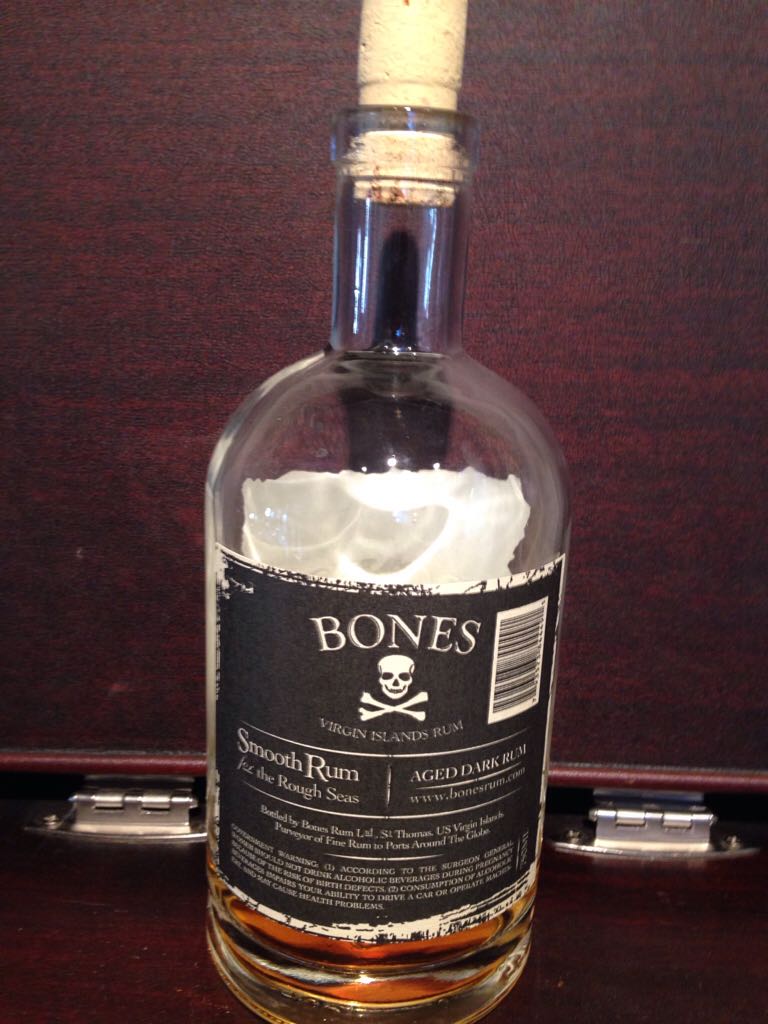 BONES
VIRGIN ISLANDS RUM
Smooth Rum
for the Rough Seas
AGED DARK RUM
www.bonesrum.com
Bottled by Bones Rum Ltd., St Thomas, US Virgin Islands.
Purveyor of Fine Rum to Ports Around The Globe.
GOVERNMENT WARNING: (1) ACCORDING TO THE SURGEON GENERAL,
WOMEN SHOULD NOT DRINK ALCOHOLIC BEVERAGES DURING PREGNANCY
BECAUSE OF THE RISK OF BIRTH DEFECTS. (2) CONSUMPTION OF ALCOHOLIC
BEVERAGES IMPAIRS YOUR ABILITY TO DRIVE A CAR OR OPERATE MACHIN-
ERY, AND MAY CAUSE HEALTH PROBLEMS.